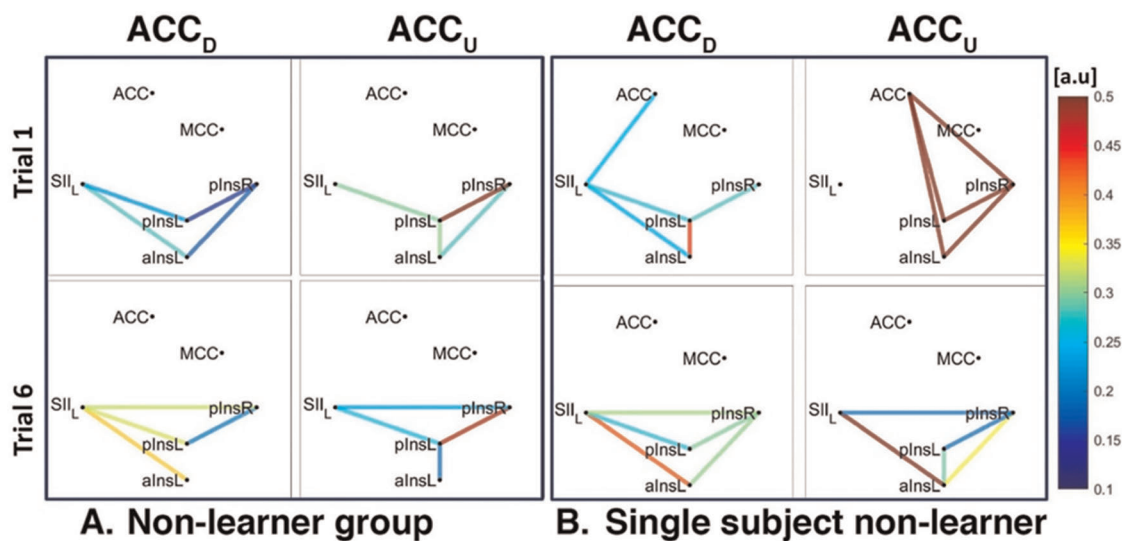 ACC_D ACC_U ACC_D ACC_U
[a.u]
Trial 1
ACC
MCC
SII_L
pInsR
pInsL
aInsL
ACC
MCC
SII_L
pInsR
pInsL
aInsL
ACC
MCC
SII_L
pInsR
pInsL
aInsL
ACC
MCC
SII_L
pInsR
pInsL
aInsL
Trial 6
ACC
MCC
SII_L
pInsR
pInsL
aInsL
ACC
MCC
SII_L
pInsR
pInsL
aInsL
ACC
MCC
SII_L
pInsR
pInsL
aInsL
ACC
MCC
SII_L
pInsR
pInsL
aInsL
0.5
0.45
0.4
0.35
0.3
0.25
0.2
0.15
0.1
A. Non-learner group
B. Single subject non-learner